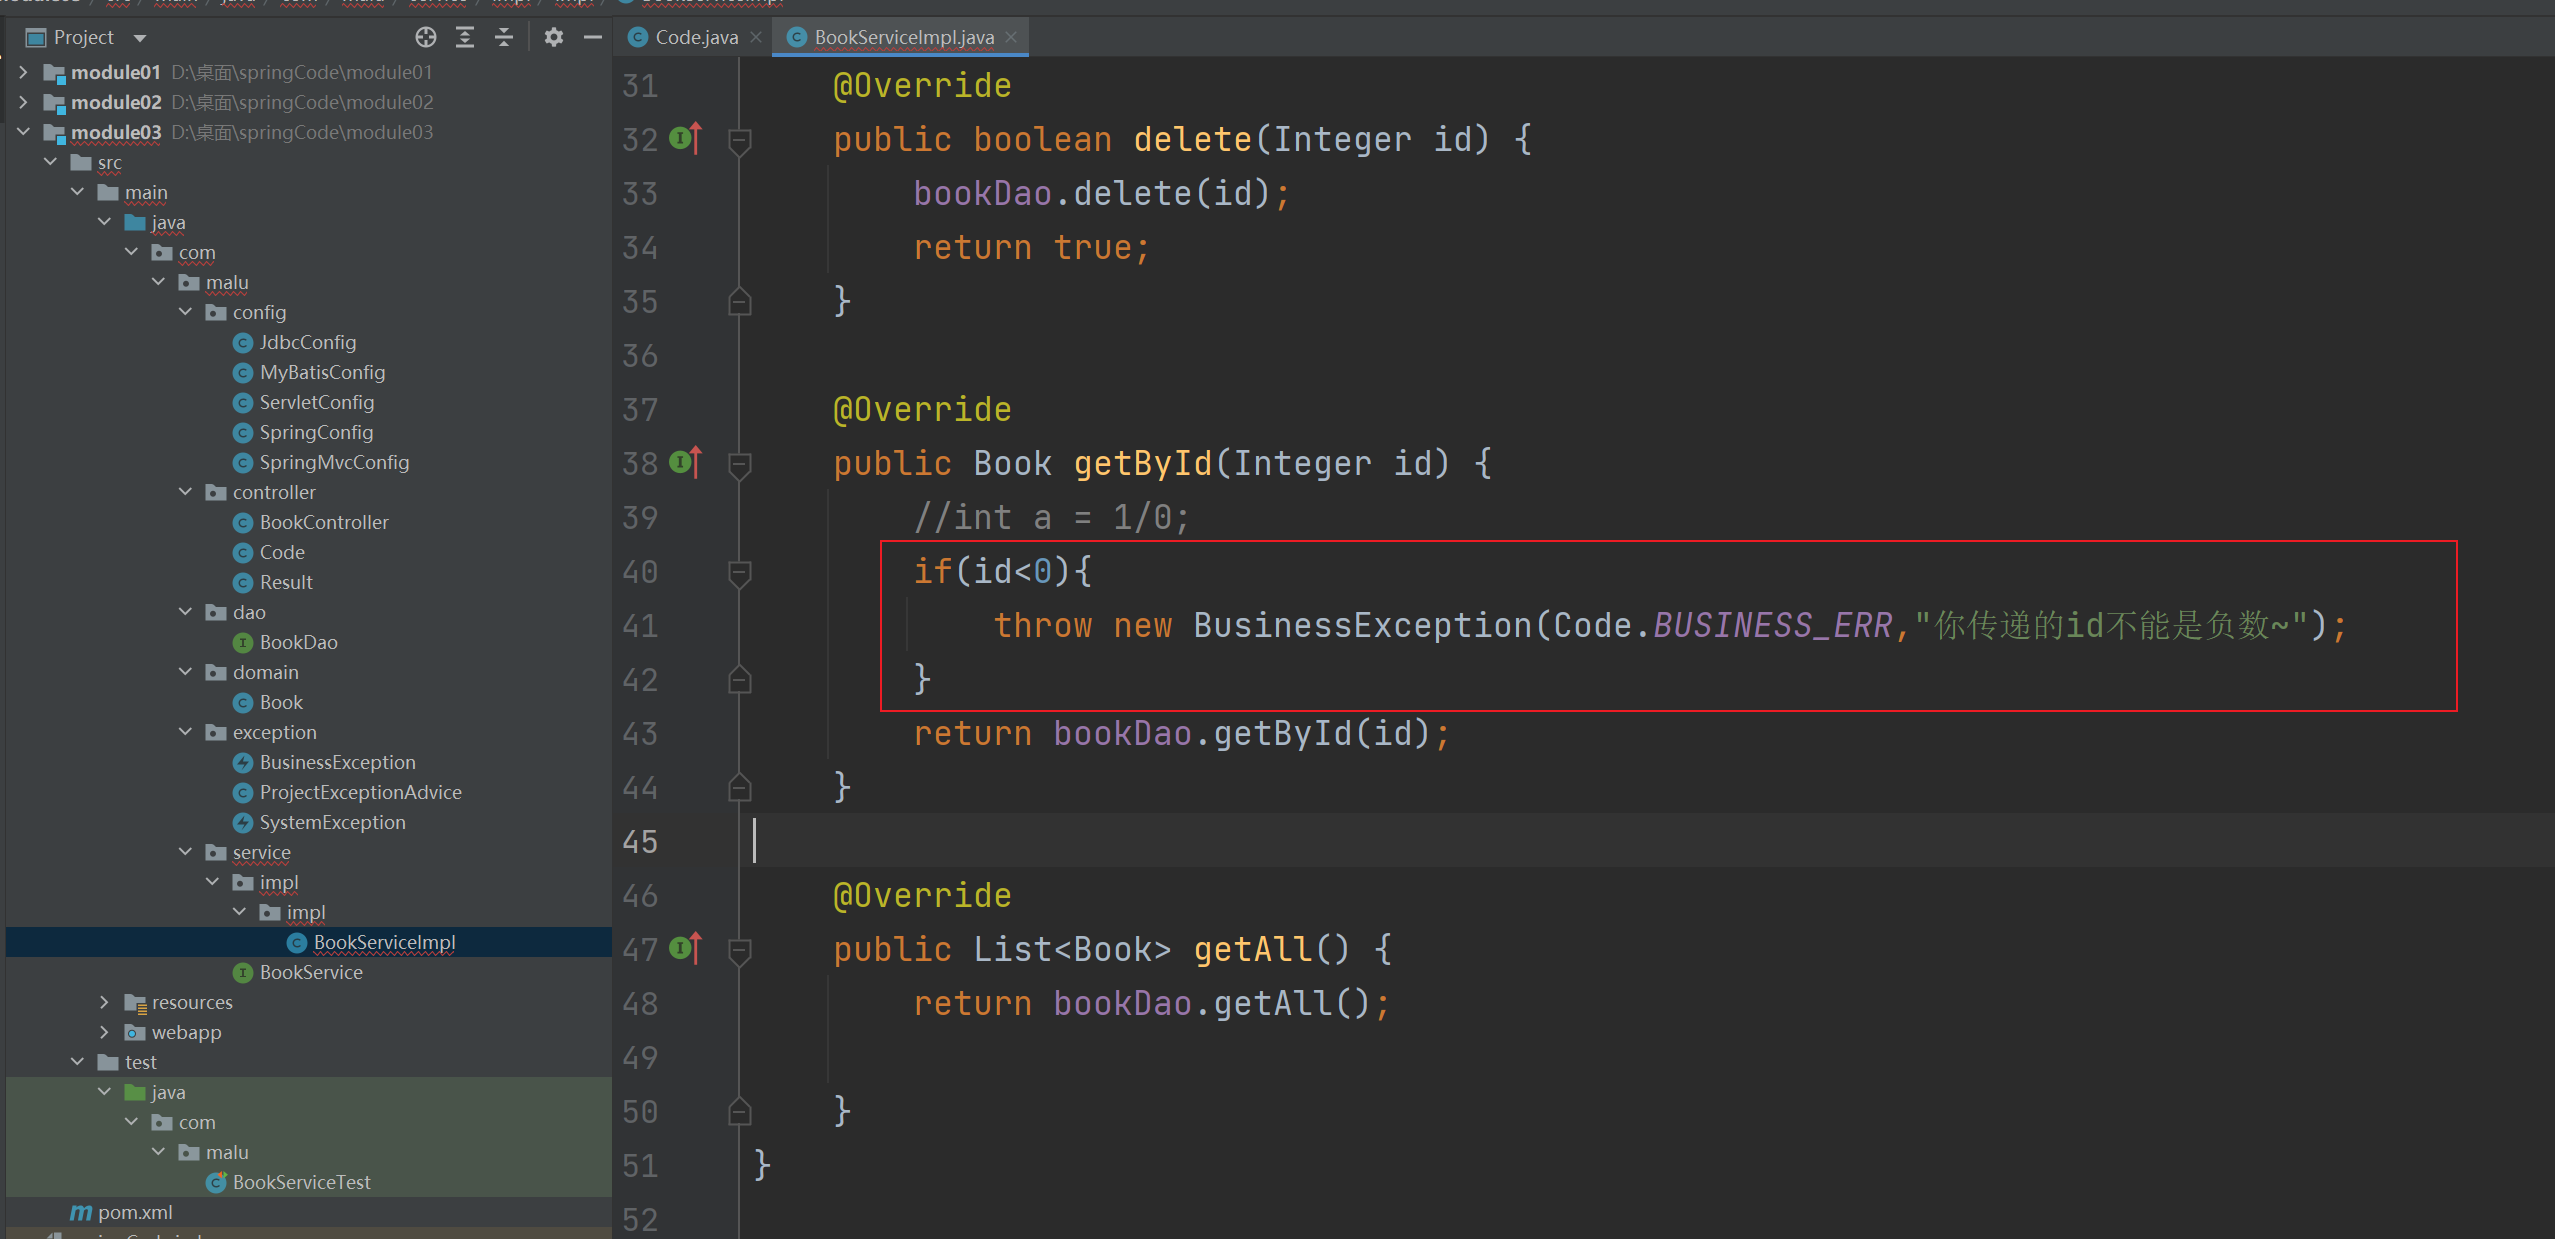 Project
module01 D:\桌面\springCode\module01
module02 D:\桌面\springCode\module02
module03 D:\桌面\springCode\module03
src
main
java
com
malu
config
JdbcConfig
MyBatisConfig
ServletConfig
SpringConfig
SpringMvcConfig
controller
BookController
Code
Result
dao
BookDao
domain
Book
exception
BusinessException
ProjectExceptionAdvice
SystemException
service
impl
impl
BookServiceImpl
BookService
resources
webapp
test
java
com
malu
BookServiceTest
pom.xml
Code.java BookServiceImpl.java
31 @Override
32 public boolean delete(Integer id) {
33 bookDao.delete(id);
34 return true;
35 }
36
37 @Override
38 public Book getById(Integer id) {
39 //int a = 1/0;
40 if(id<0){
41 throw new BusinessException(Code.BUSINESS_ERR,"你传递的id不能是负数~");
42 }
43 return bookDao.getById(id);
44 }
45
46 @Override
47 public List<Book> getAll() {
48 return bookDao.getAll();
49
50 }
51 }
52